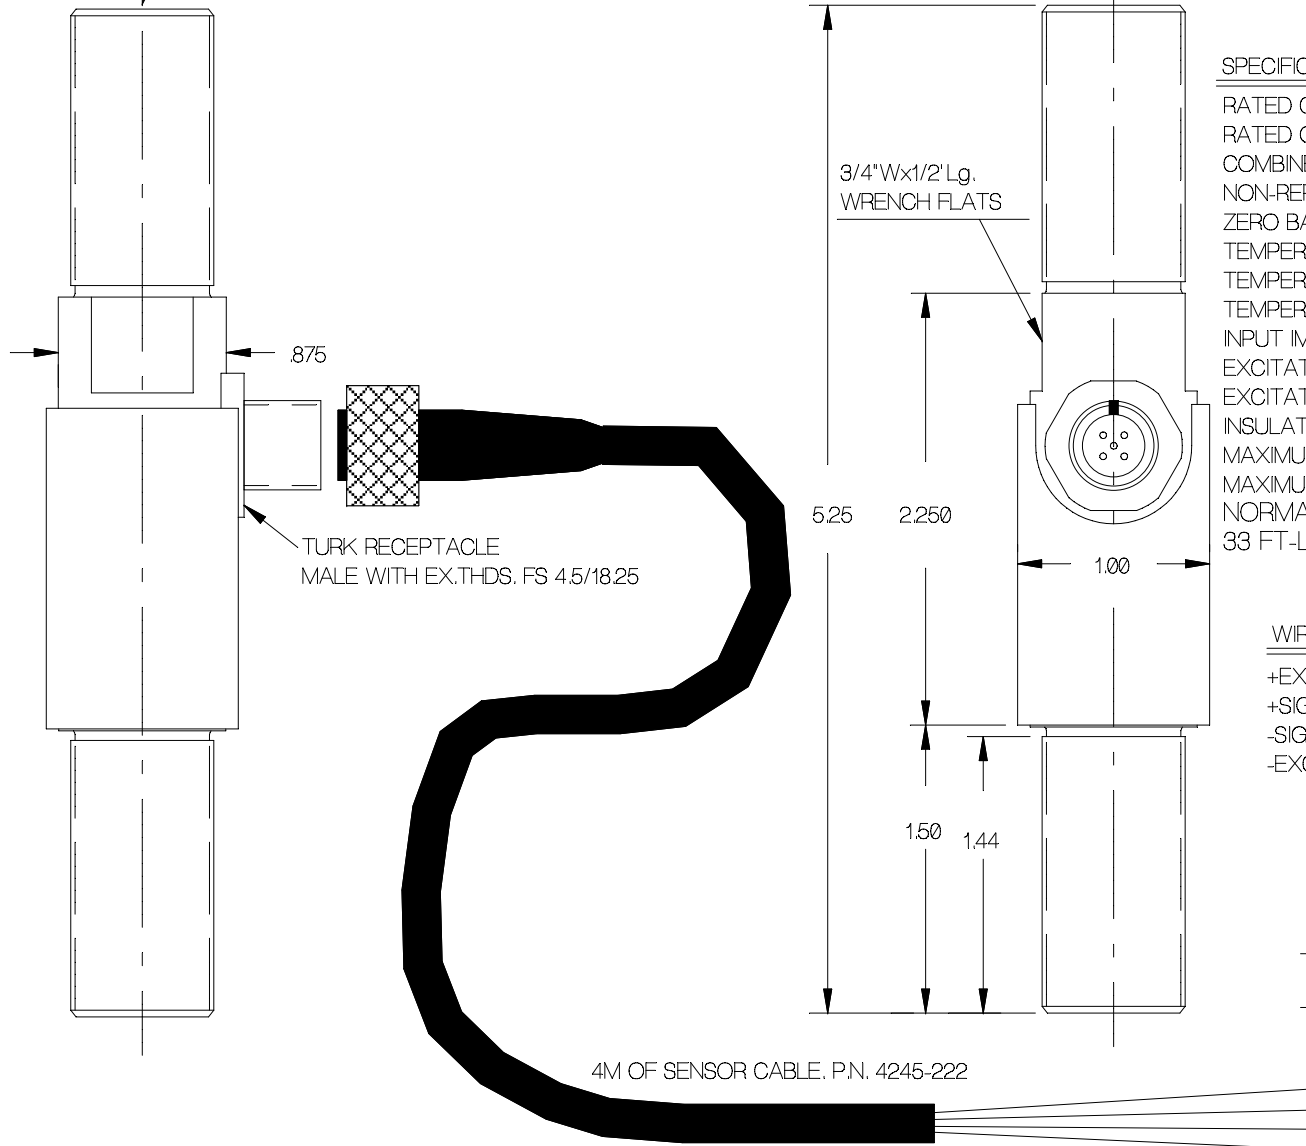 .875
TURK RECEPTACLE
MALE WITH EX.THDS. FS 4.5/18.25
3/4"Wx1/2'Lg.
WRENCH FLATS
5.25
2.250
1.00
1.50
1.44
4M OF SENSOR CABLE. P.N. 4245-222
SPECIFIC
RATED
RATED
COMBINE
NON-REP
ZERO BA
TEMPER
TEMPER
TEMPER
INPUT IM
EXCITAT
EXCITAT
INSULAT
MAXIMU
MAXIMU
NORMA
33 FT-L
WIR
+EX
+SIG
-SIG
-EXC